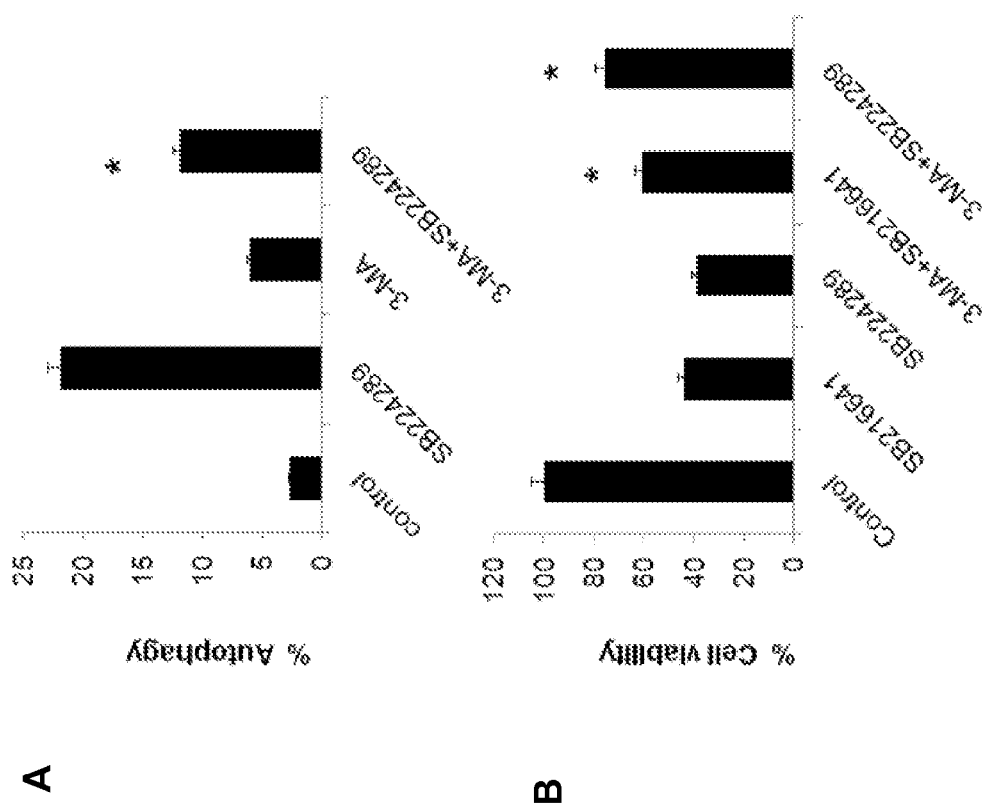 A
% Autophagy
25
20
15
10
5
0
control
SB224289
3-MA
3-MA+SB224289
*
B
% Cell viability
120
100
80
60
40
20
0
Control
SB216641
SB224289
3-MA+SB216641
3-MA+SB224289
*
*